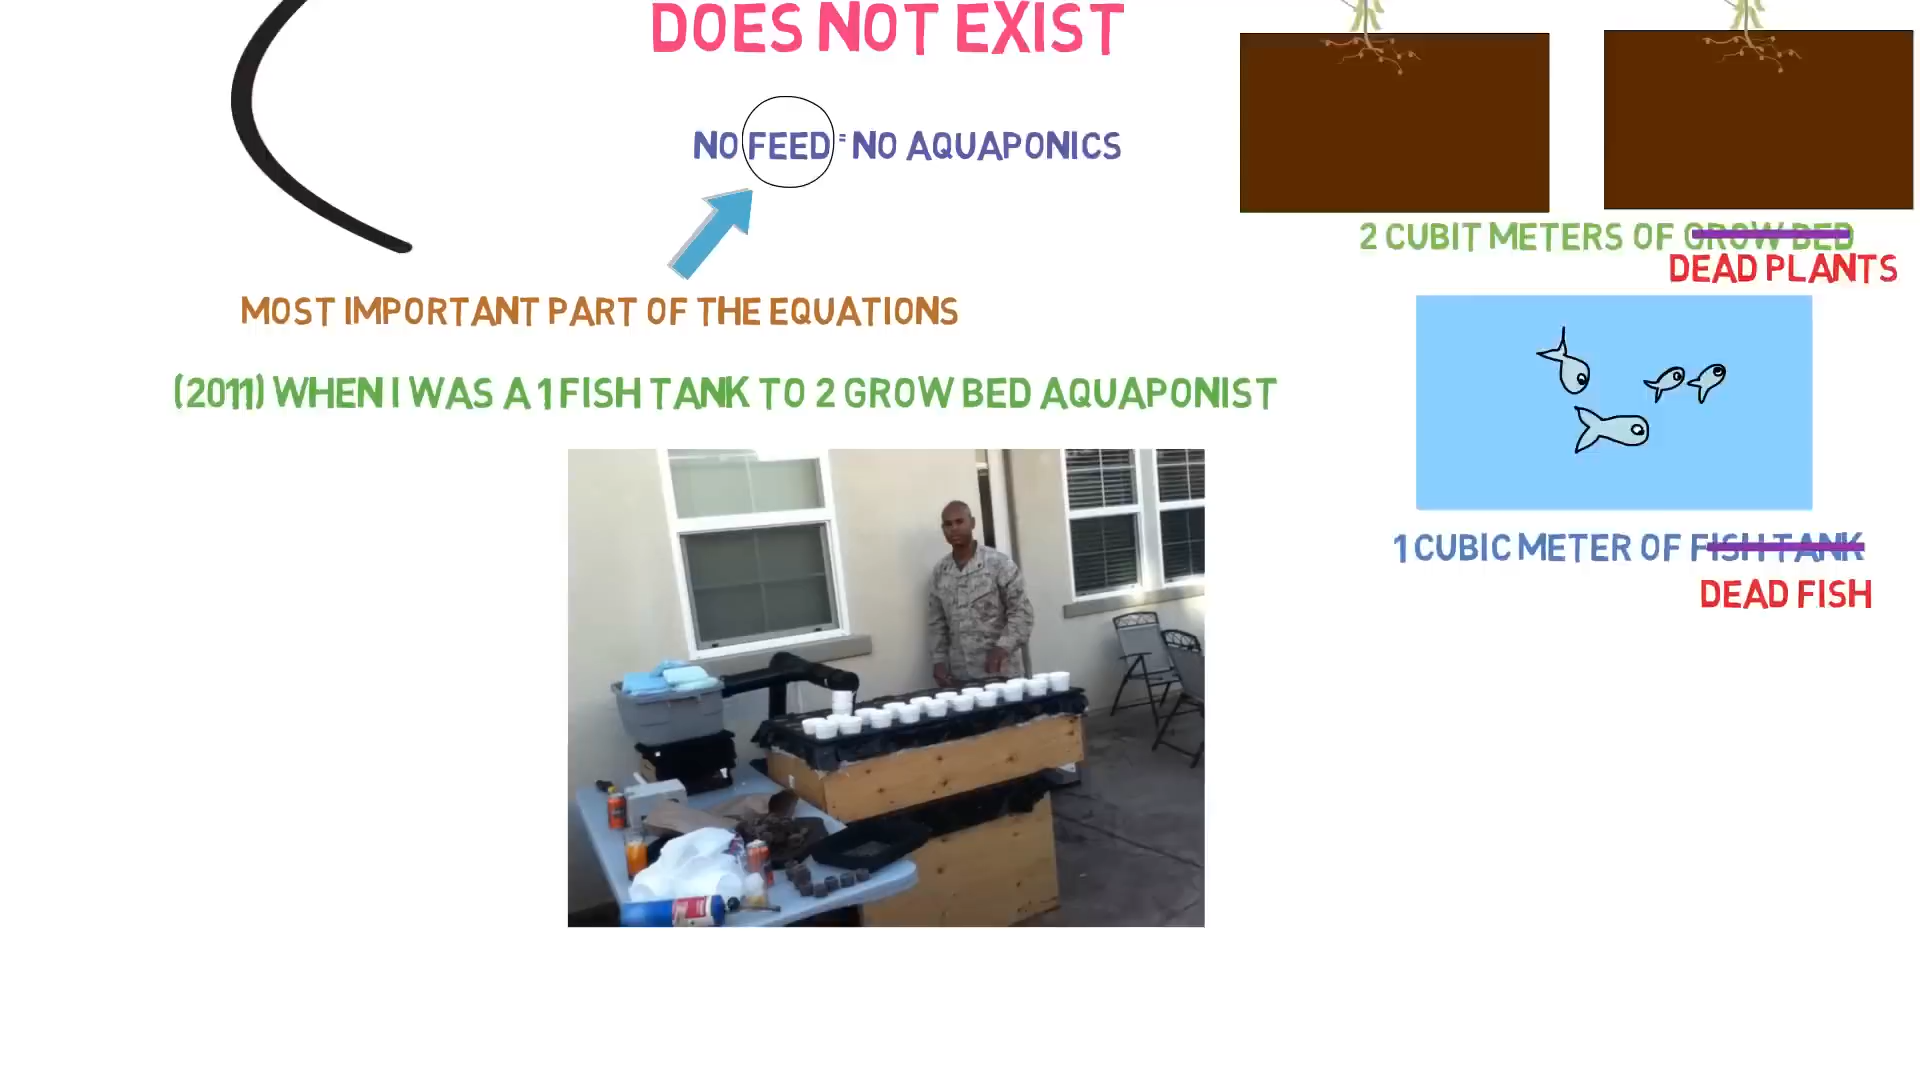 DOES NOT EXIST
NO FEED = NO AQUAPONICS
MOST IMPORTANT PART OF THE EQUATIONS
(2011) WHEN I WAS A 1 FISH TANK TO 2 GROW BED AQUAPONIST
2 CUBIT METERS OF GROW BED
DEAD PLANTS
1 CUBIC METER OF FISH TANK
DEAD FISH